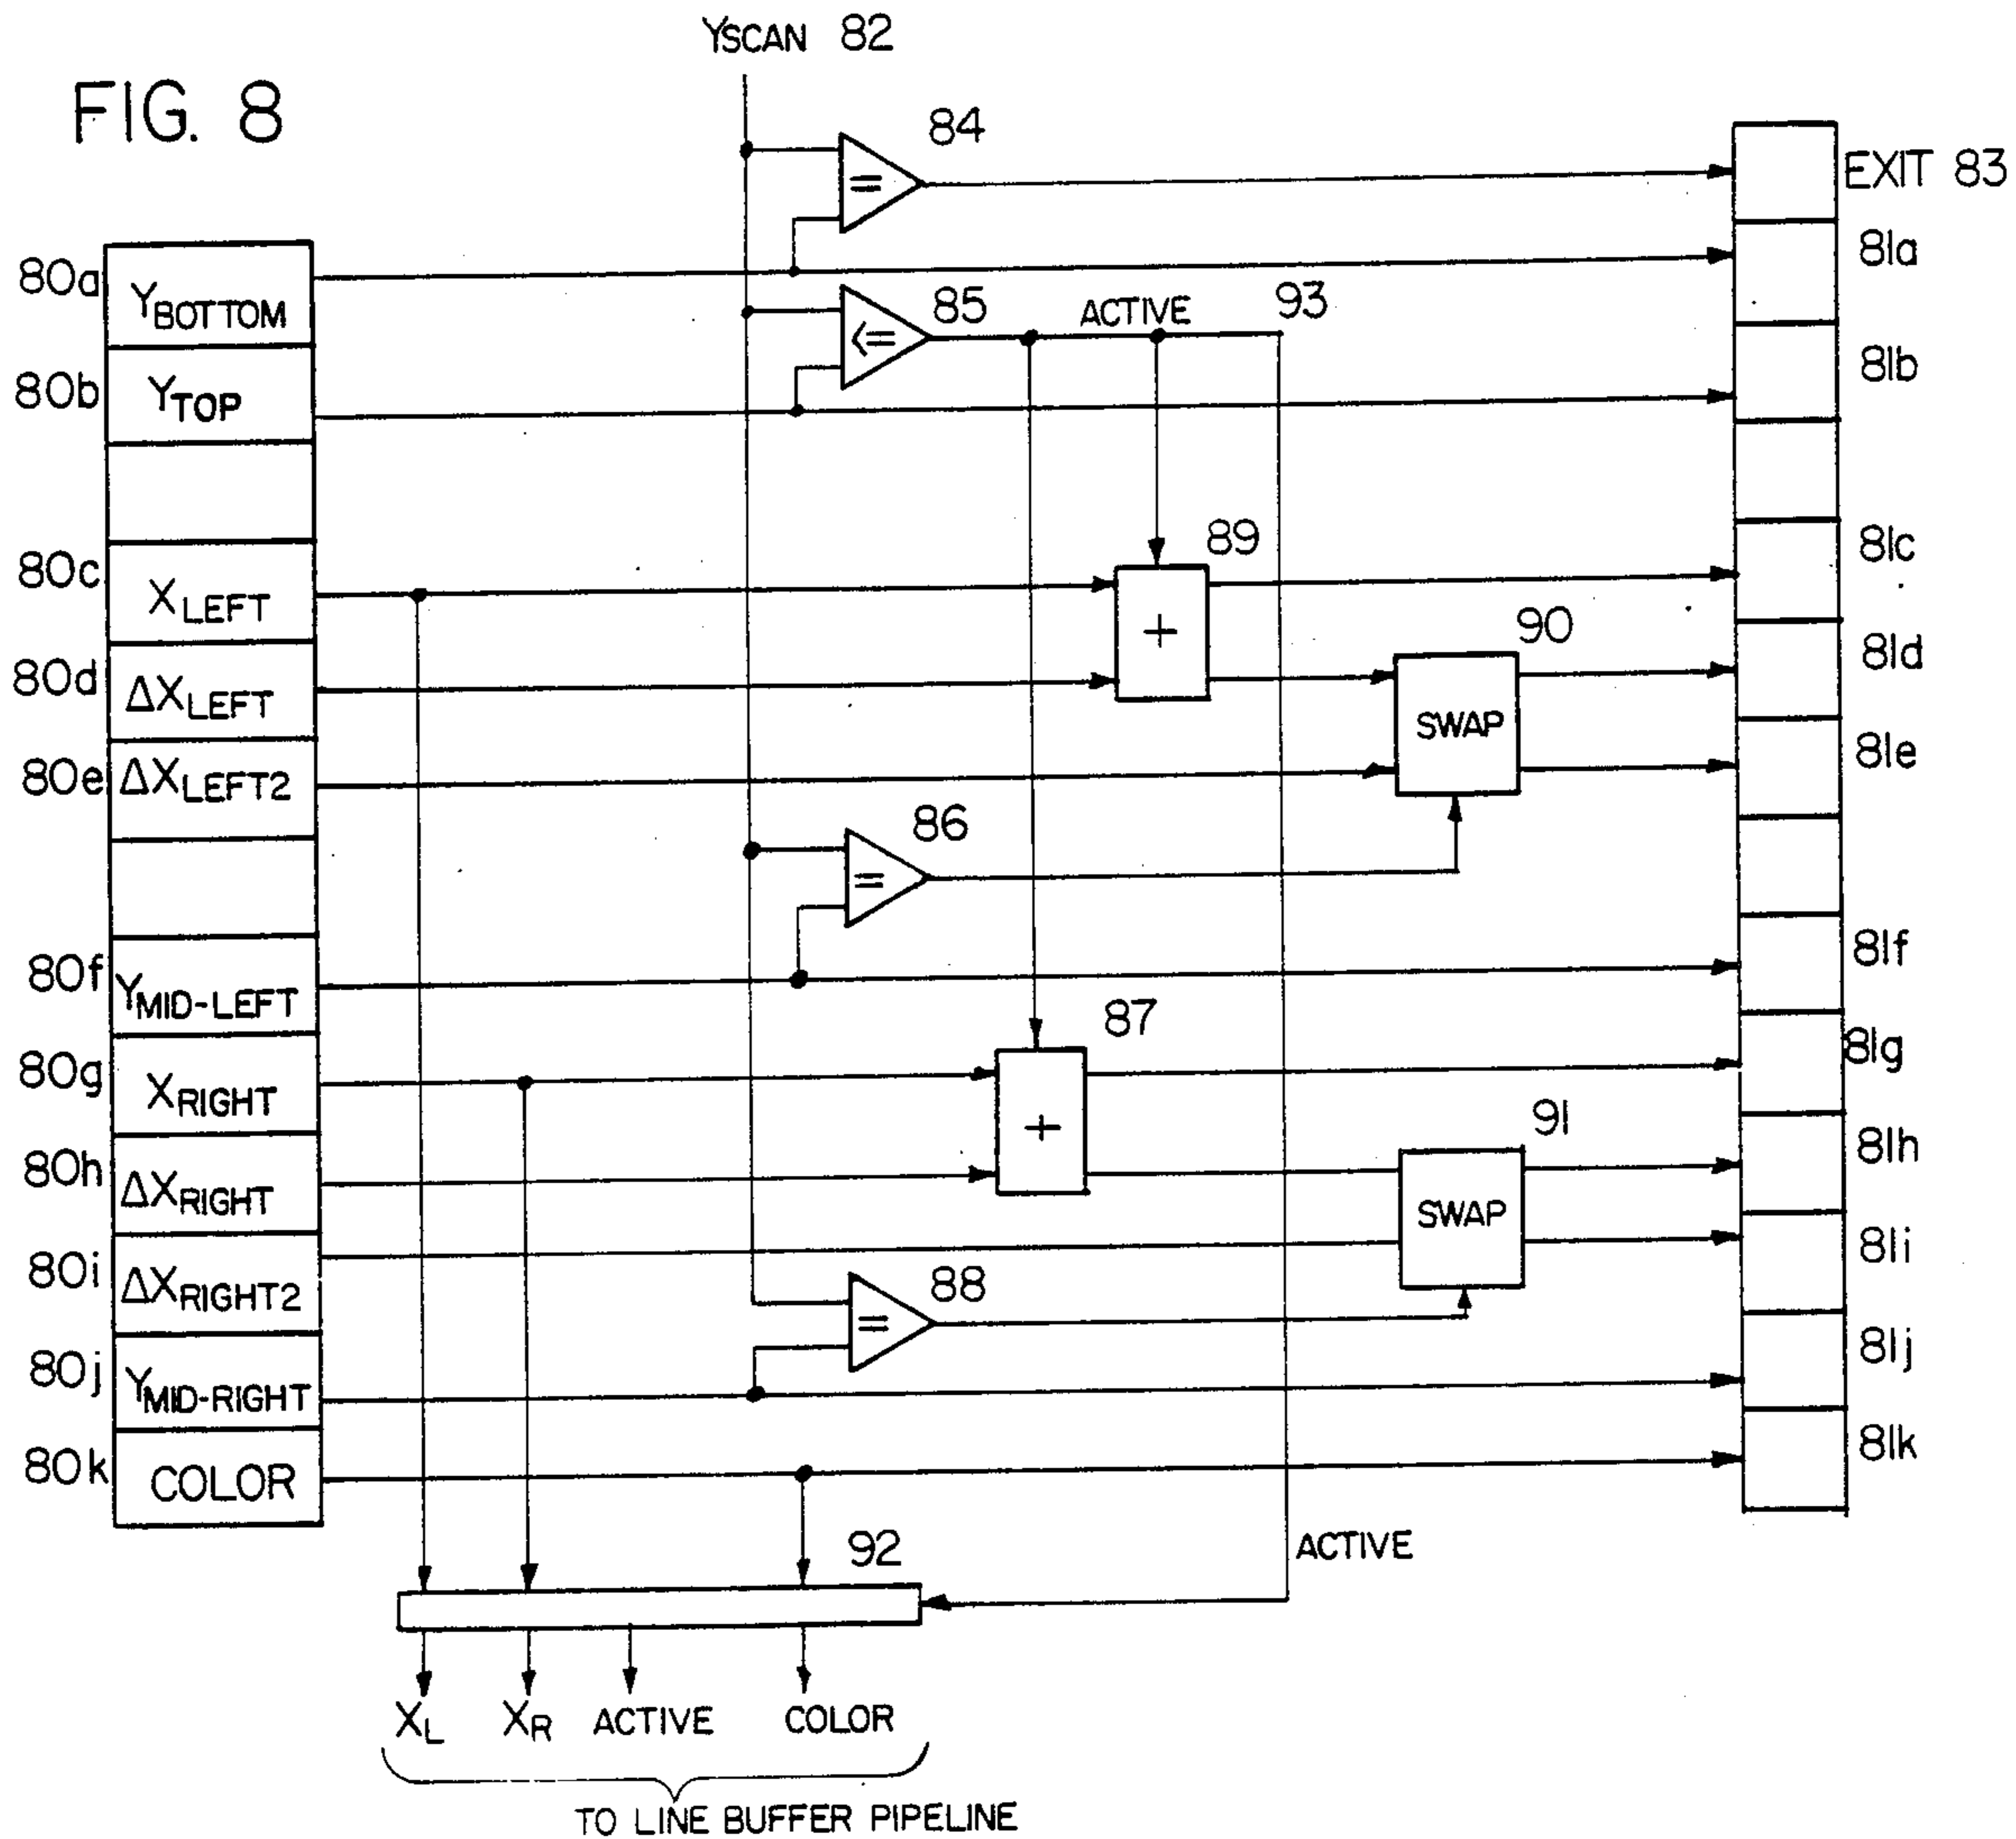 YSCAN 82
FIG. 8
84
=
EXIT 83
80a
YBOTTOM
81a
85
<=
ACTIVE
93
80b
YTOP
81b
80c
XLEFT
89
+
81c
80d
ΔXLEFT
90
SWAP
81d
80e
ΔXLEFT2
81e
86
=
80f
YMID-LEFT
81f
80g
XRIGHT
87
+
81g
80h
ΔXRIGHT
91
SWAP
81h
80i
ΔXRIGHT2
81i
88
=
80j
YMID-RIGHT
81j
80k
COLOR
81k
92
ACTIVE
XL XR ACTIVE COLOR
TO LINE BUFFER PIPELINE